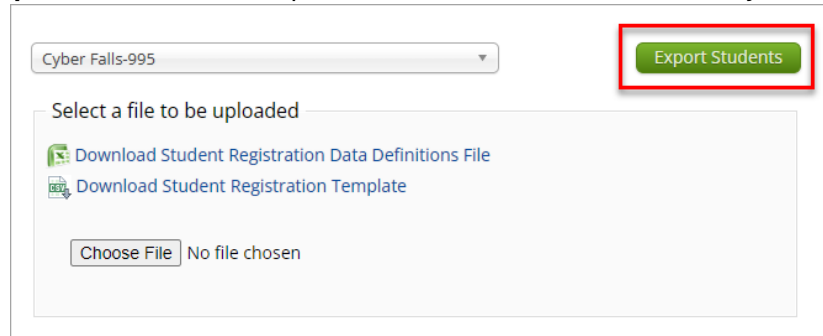 Cyber Falls-995
Export Students
Select a file to be uploaded
Download Student Registration Data Definitions File
Download Student Registration Template
Choose File No file chosen